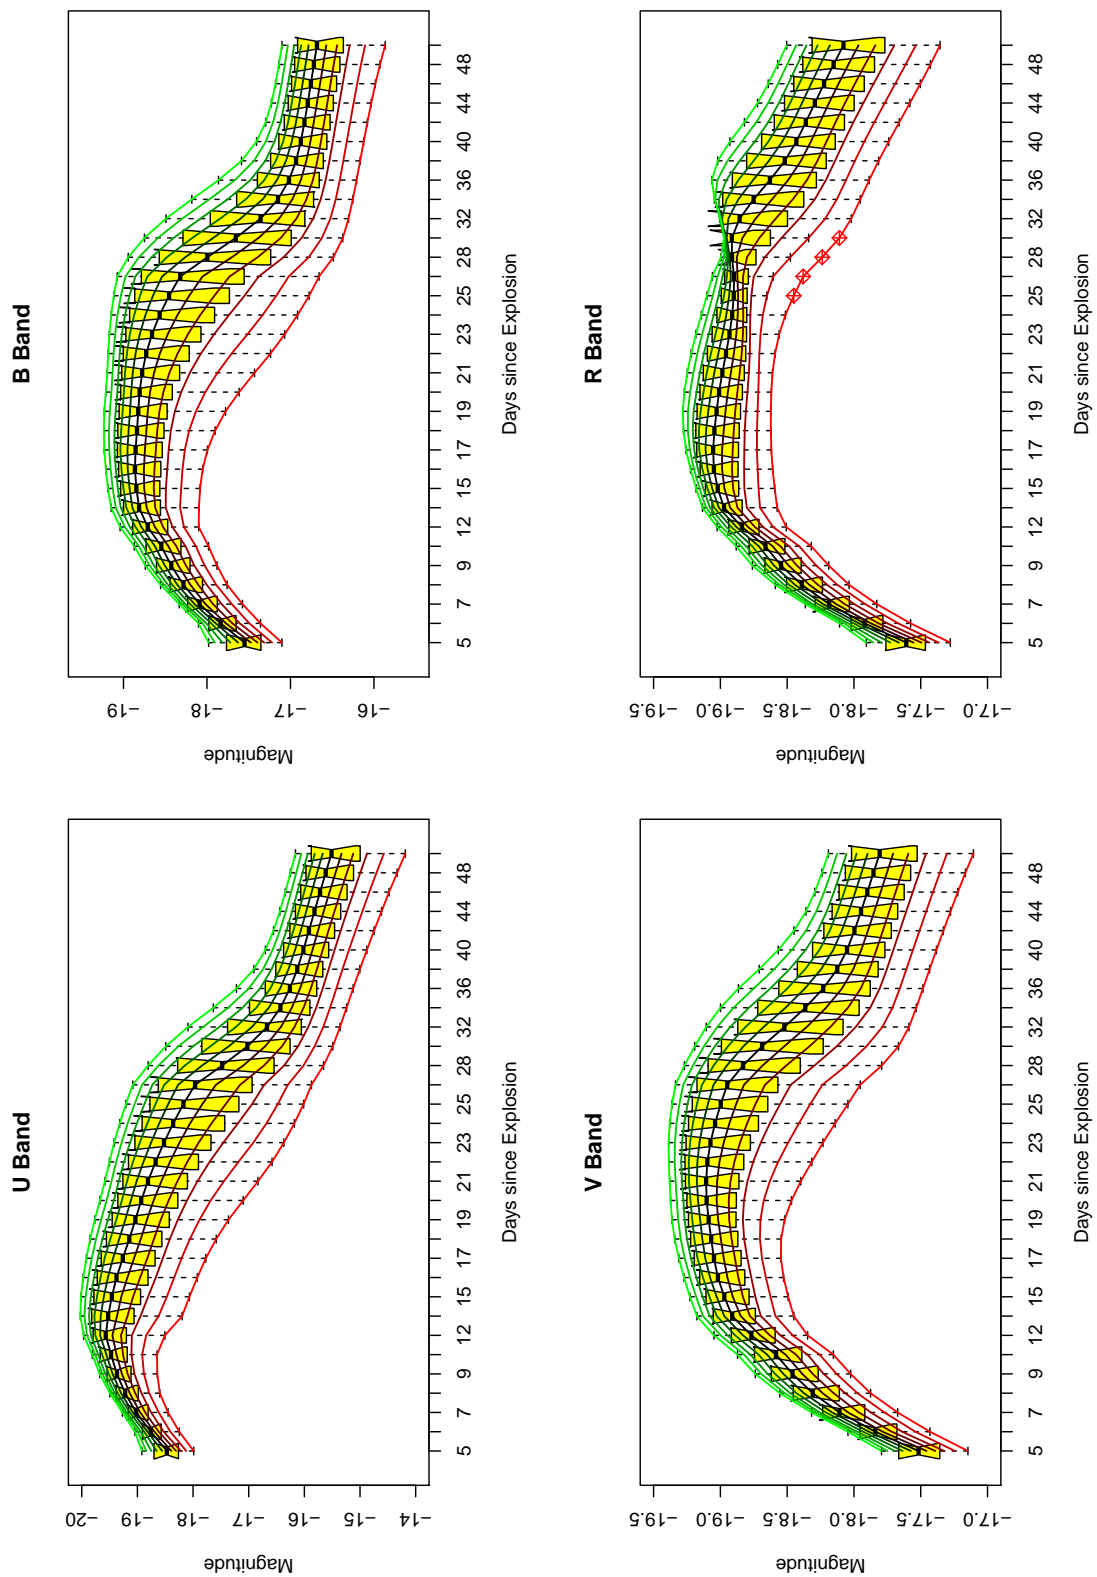 U Band
Magnitude
−20 −19 −18 −17 −16 −15 −14
5 7 9 12 15 17 19 21 23 25 28 32 36 40 44 48
Days since Explosion
B Band
Magnitude
−19 −18 −17 −16
5 7 9 12 15 17 19 21 23 25 28 32 36 40 44 48
Days since Explosion
V Band
Magnitude
−19.5 −19.0 −18.5 −18.0 −17.5 −17.0
5 7 9 12 15 17 19 21 23 25 28 32 36 40 44 48
Days since Explosion
R Band
Magnitude
−19.5 −19.0 −18.5 −18.0 −17.5 −17.0
5 7 9 12 15 17 19 21 23 25 28 32 36 40 44 48
Days since Explosion